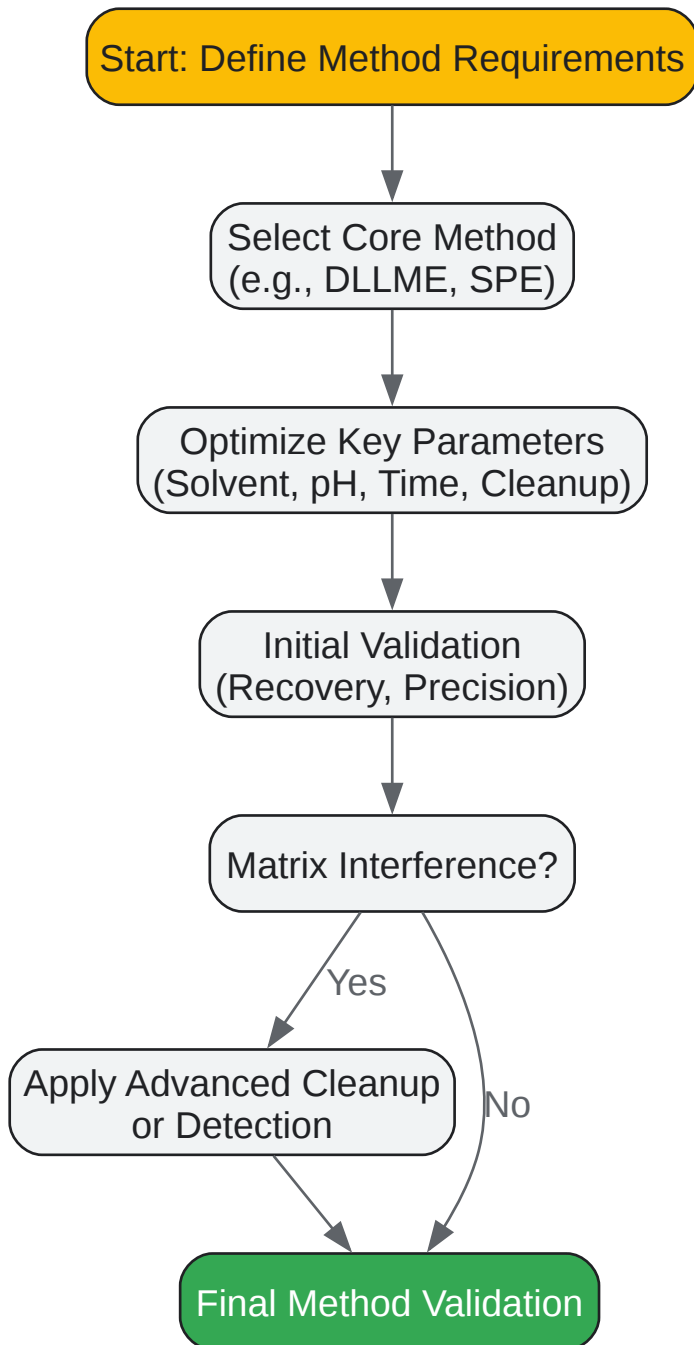 Start: Define Method Requirements
Select Core Method
(e.g., DLLME, SPE)
Optimize Key Parameters
(Solvent, pH, Time, Cleanup)
Initial Validation
(Recovery, Precision)
Matrix Interference?
Yes
Apply Advanced Cleanup
or Detection
No
Final Method Validation